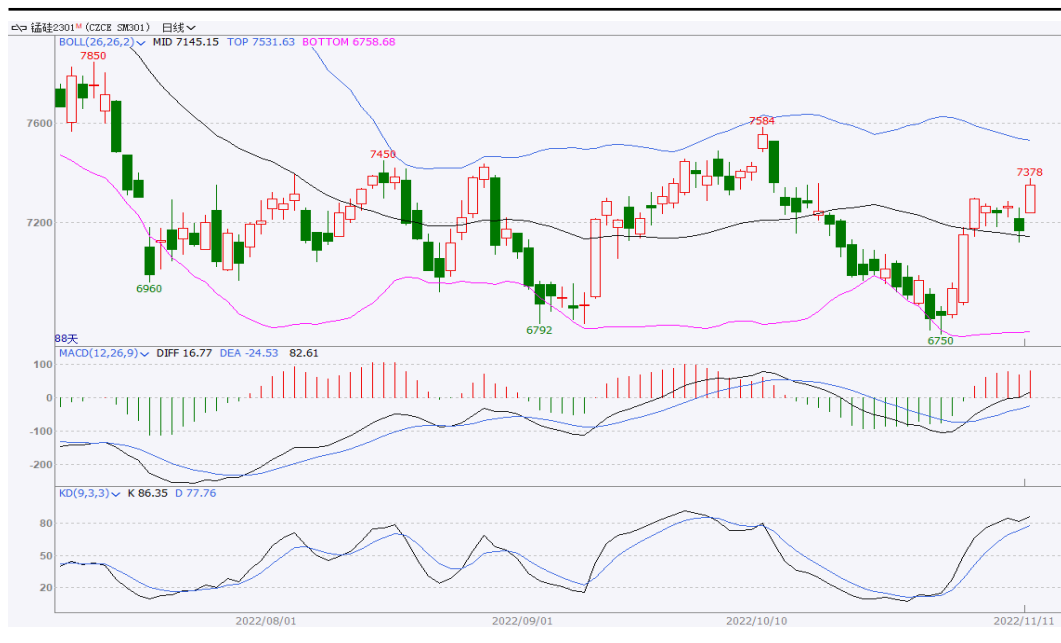 锰硅2301ᴹ (CZCE SM301) 日线
BOLL(26,26,2) MID 7145.15 TOP 7531.63 BOTTOM 6758.68
7850
7584
7600
7450
7378
7200
6960
6792
6750
88天
MACD(12,26,9) DIFF 16.77 DEA -24.53 82.61
100
0
-100
-200
KD(9,3,3) K 86.35 D 77.76
80
50
20
2022/08/01 2022/09/01 2022/10/10 2022/11/11